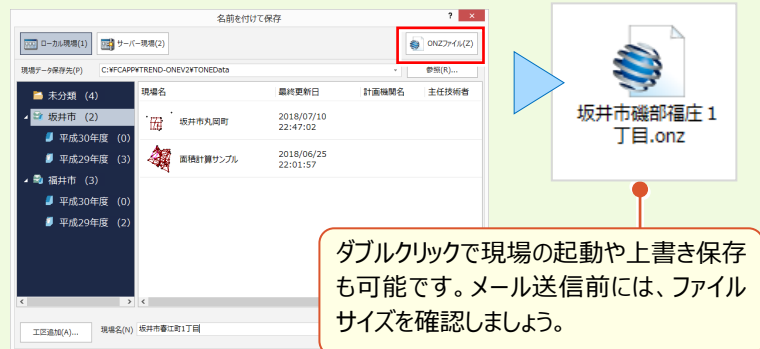 名前を付けて保存
? ×
ローカル現場(1) サーバー現場(2) ONZファイル(Z)
現場データ保存先(P) C:¥FCAPP¥TREND-ONEV2¥TONEData 参照(R)...
未分類 (4)
坂井市 (2)
平成30年度 (0)
平成29年度 (3)
福井市 (3)
平成30年度 (0)
平成29年度 (2)
現場名 最終更新日 計画機関名 主任技術者
坂井市丸岡町 2018/07/10
22:47:02
面積計算サンプル 2018/06/25
22:01:57
工区追加(A)... 現場名(N) 坂井市春江町1丁目
坂井市磯部福庄1
丁目.onz
ダブルクリックで現場の起動や上書き保存
も可能です。メール送信前には、ファイル
サイズを確認しましょう。